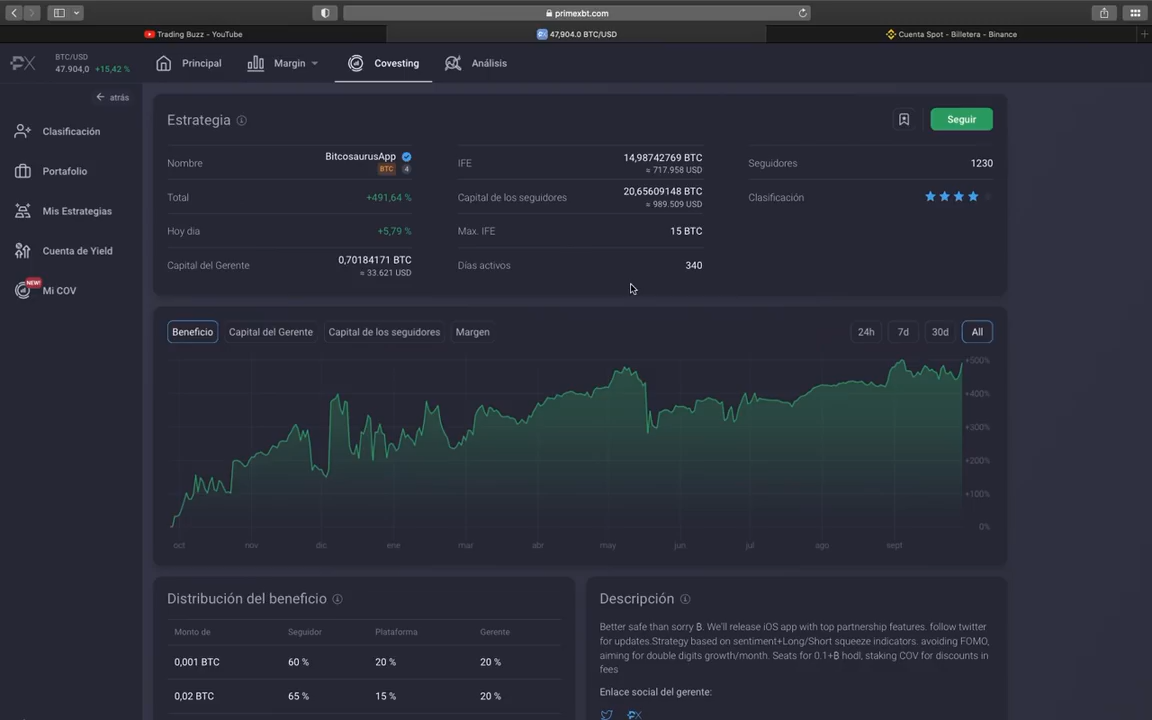 primexbt.com
Trading Buzz - YouTube
47,904.0 BTC/USD
Cuenta Spot - Billetera - Binance
BTC/USD
47.904,0 +15,42 %
Principal
Margin
Covesting
Análisis
atrás
Clasificación
Portafolio
Mis Estrategias
Cuenta de Yield
NEW!
Mi COV
Estrategia
Seguir
Nombre
BitcosaurusApp
BTC 4
Total
+491,64 %
Hoy dia
+5,79 %
Capital del Gerente
0,70184171 BTC
≈ 33.621 USD
IFE
14,98742769 BTC
≈ 717.958 USD
Capital de los seguidores
20,65609148 BTC
≈ 989.509 USD
Max. IFE
15 BTC
Días activos
340
Seguidores
1230
Clasificación
Beneficio
Capital del Gerente
Capital de los seguidores
Margen
24h
7d
30d
All
+500%
+400%
+300%
+200%
+100%
0%
oct nov dic ene mar abr may jun jul ago sept
Distribución del beneficio
Monto de Seguidor Plataforma Gerente
0,001 BTC 60 % 20 % 20 %
0,02 BTC 65 % 15 % 20 %
Descripción
Better safe than sorry ₿. We'll release iOS app with top partnership features. follow twitter
for updates.Strategy based on sentiment+Long/Short squeeze indicators. avoiding FOMO,
aiming for double digits growth/month. Seats for 0.1+₿ hodl, staking COV for discounts in
fees
Enlace social del gerente: